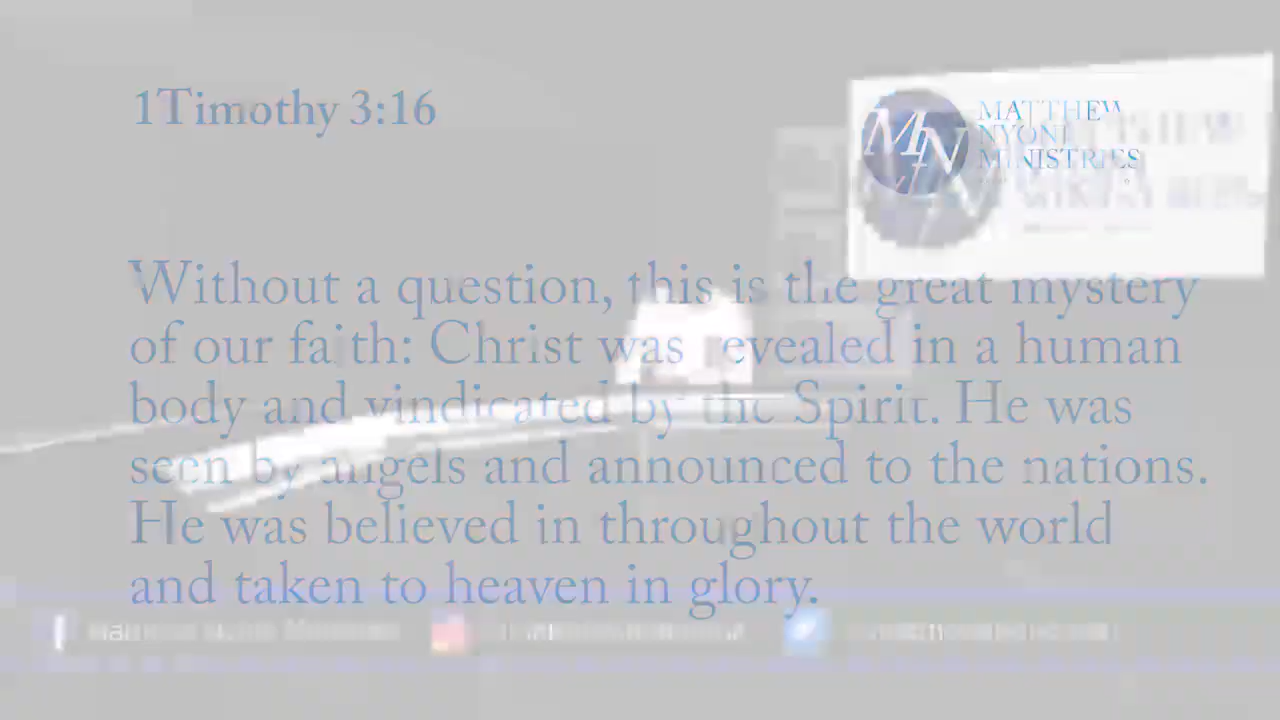 1Timothy 3:16
MN
MATTHEW
NYONI
MINISTRIES
Without a question, this is the great mystery
of our faith: Christ was revealed in a human
body and vindicated by the Spirit. He was
seen by angels and announced to the nations.
He was believed in throughout the world
and taken to heaven in glory.